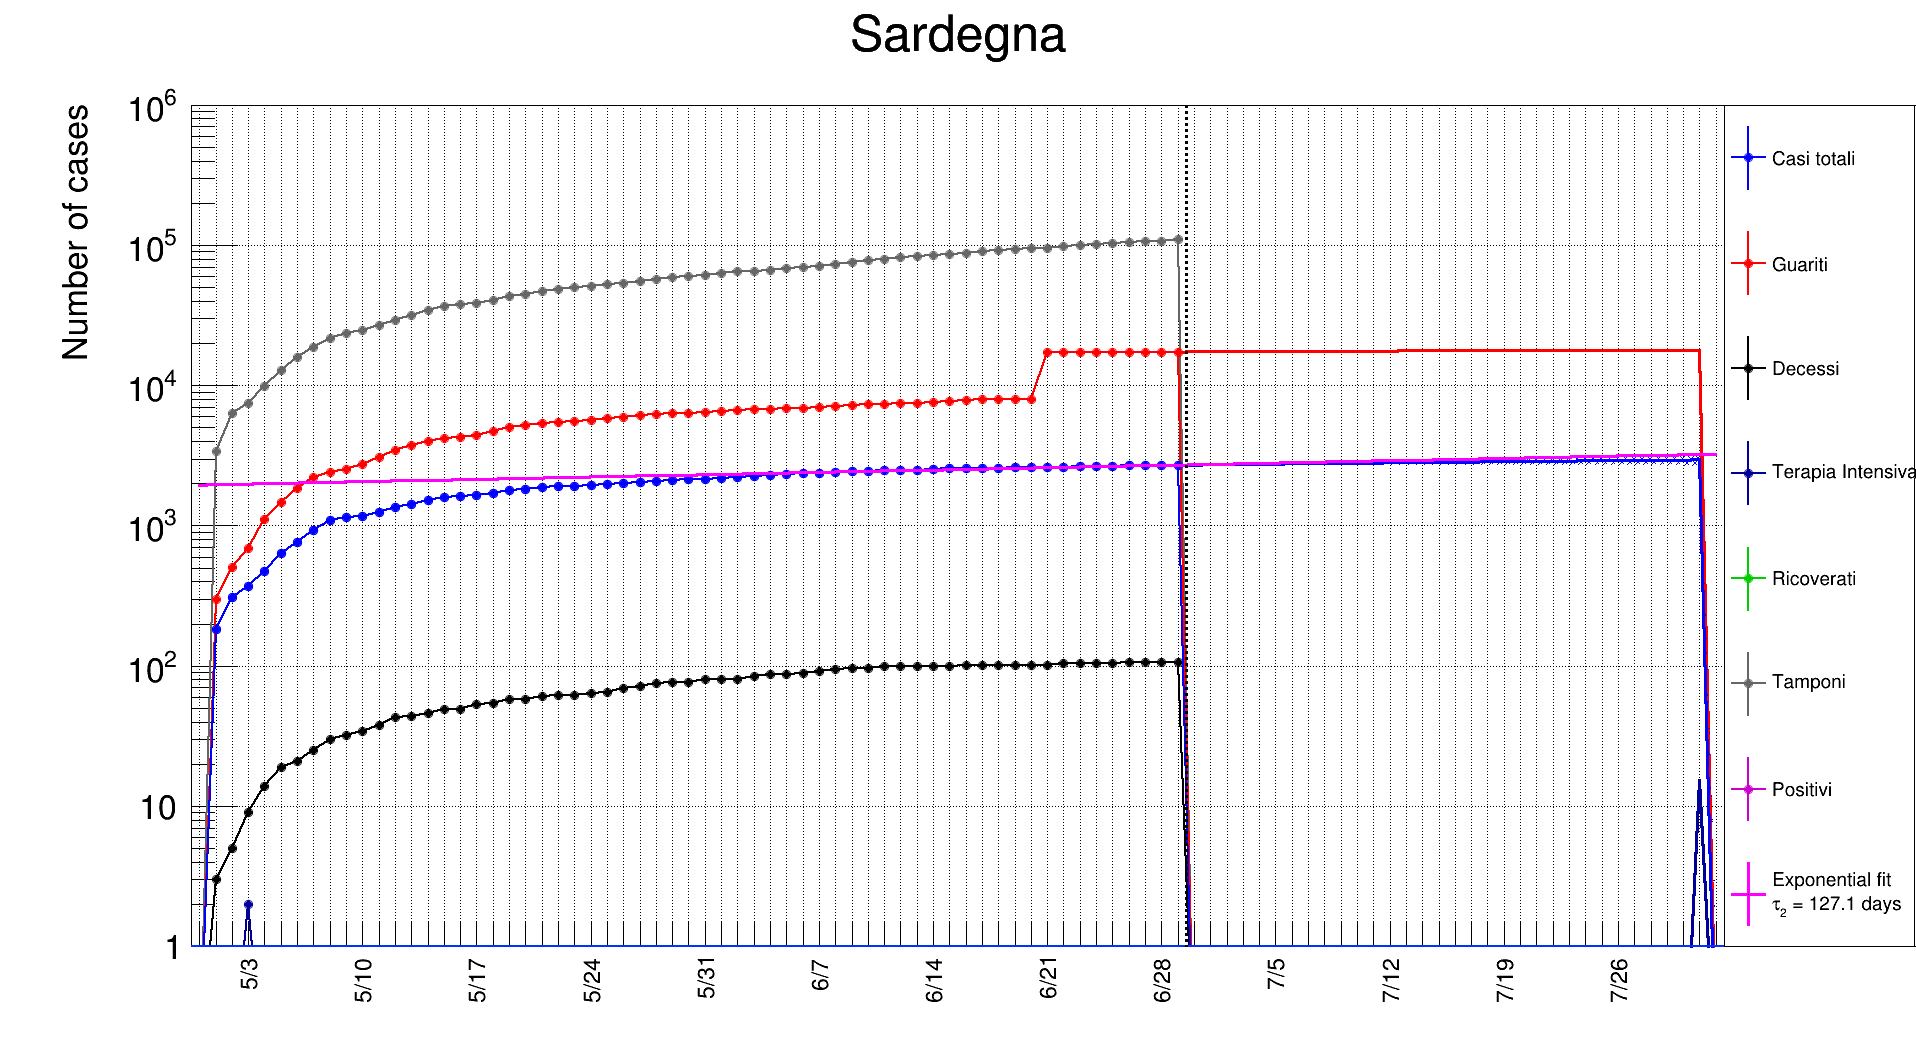 Sardegna
Number of cases
10^6
10^5
10^4
10^3
10^2
10
1
5/3
5/10
5/17
5/24
5/31
6/7
6/14
6/21
6/28
7/5
7/12
7/19
7/26
Casi totali
Guariti
Decessi
Terapia Intensiva
Ricoverati
Tamponi
Positivi
Exponential fit
τ₂ = 127.1 days